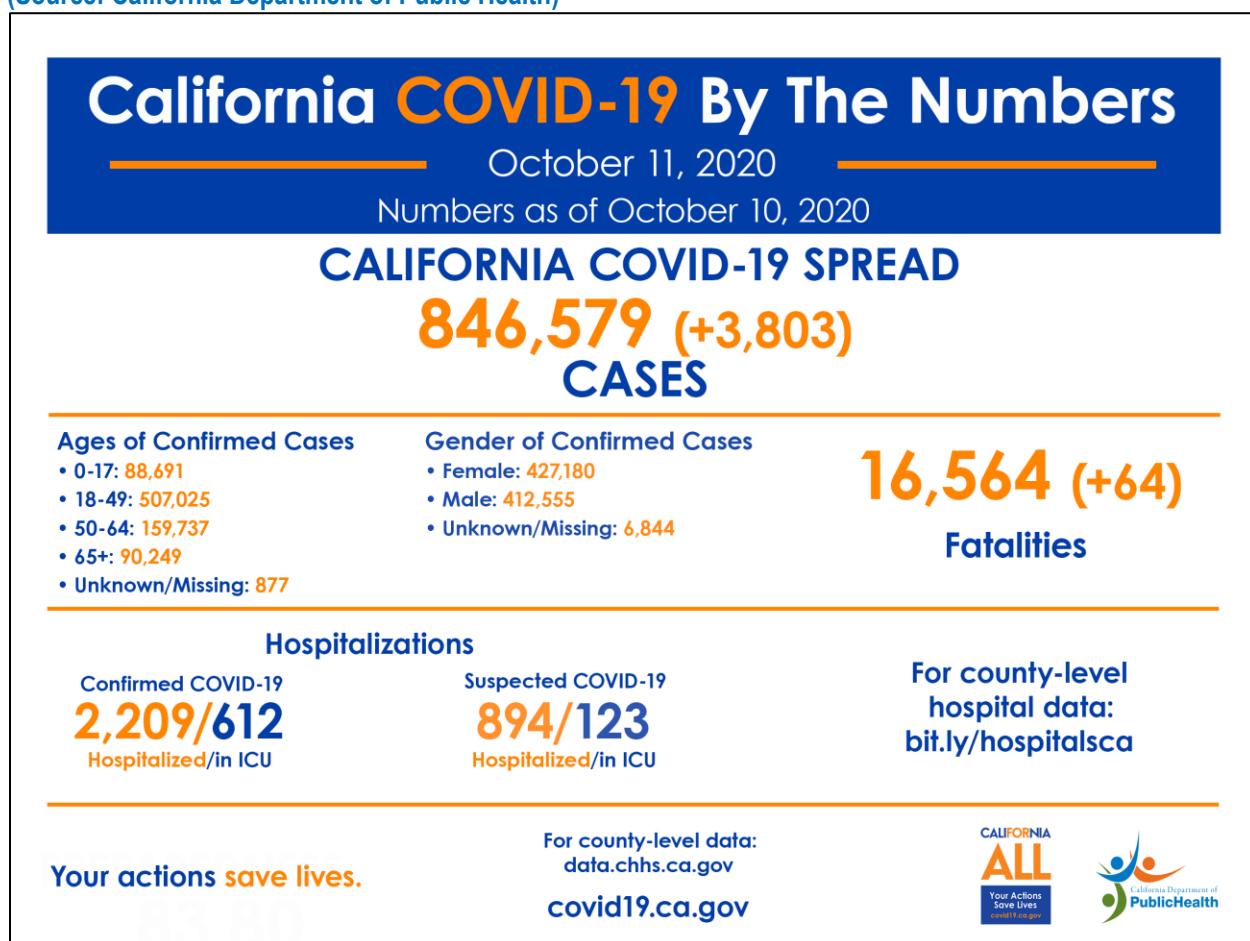 (Source: California Department of Public Health)
California COVID-19 By The Numbers
October 11, 2020
Numbers as of October 10, 2020
CALIFORNIA COVID-19 SPREAD
846,579 (+3,803)
CASES
Ages of Confirmed Cases
• 0-17: 88,691
• 18-49: 507,025
• 50-64: 159,737
• 65+: 90,249
• Unknown/Missing: 877
Gender of Confirmed Cases
• Female: 427,180
• Male: 412,555
• Unknown/Missing: 6,844
16,564 (+64)
Fatalities
Hospitalizations
Confirmed COVID-19
2,209/612
Hospitalized/in ICU
Suspected COVID-19
894/123
Hospitalized/in ICU
For county-level
hospital data:
bit.ly/hospitalsca
Your actions save lives.
For county-level data:
data.chhs.ca.gov
covid19.ca.gov
CALIFORNIA
ALL
Your Actions
Save Lives
covid19.ca.gov
California Department of
PublicHealth